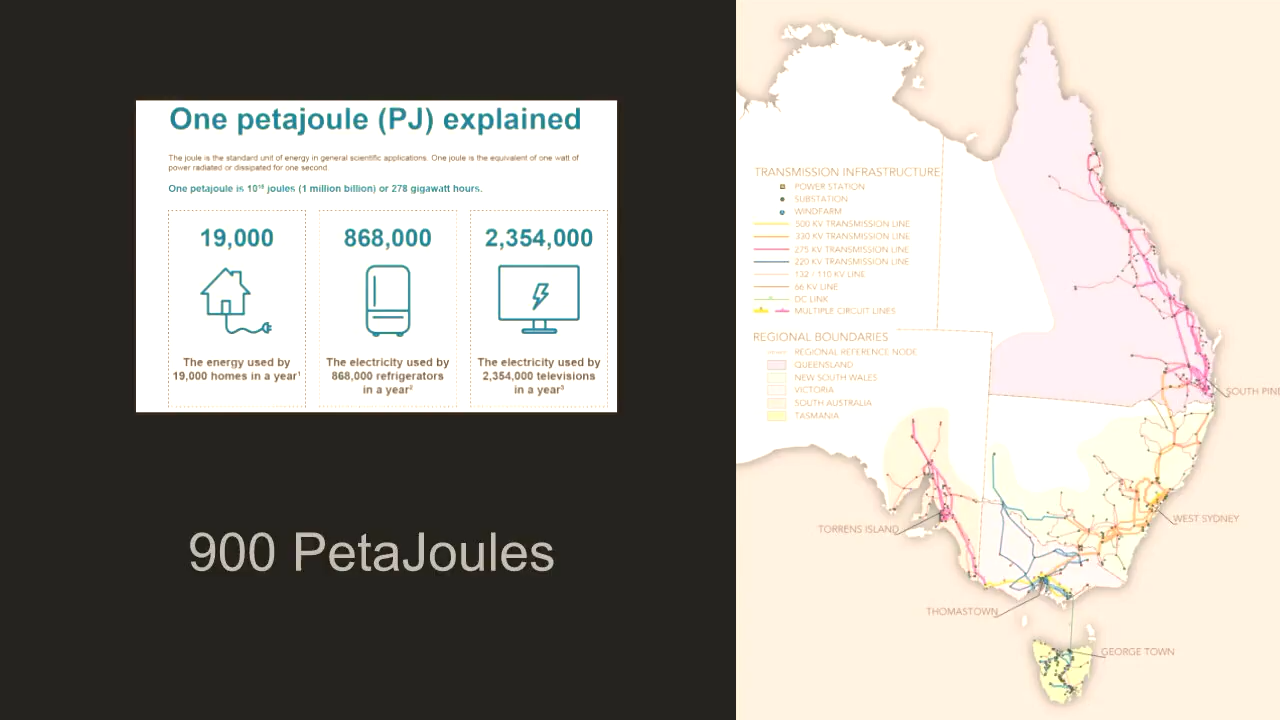 One petajoule (PJ) explained
The joule is the standard unit of energy in general scientific applications. One joule is the equivalent of one watt of
power radiated or dissipated for one second.
One petajoule is 10¹⁵ joules (1 million billion) or 278 gigawatt hours.
19,000
The energy used by
19,000 homes in a year¹
868,000
The electricity used by
868,000 refrigerators
in a year²
2,354,000
The electricity used by
2,354,000 televisions
in a year³
900 PetaJoules
TRANSMISSION INFRASTRUCTURE
POWER STATION
SUBSTATION
WINDFARM
500 KV TRANSMISSION LINE
330 KV TRANSMISSION LINE
275 KV TRANSMISSION LINE
220 KV TRANSMISSION LINE
132 / 110 KV LINE
66 KV LINE
DC LINK
MULTIPLE CIRCUIT LINES
REGIONAL BOUNDARIES
REGIONAL REFERENCE NODE
QUEENSLAND
NEW SOUTH WALES
VICTORIA
SOUTH AUSTRALIA
TASMANIA
SOUTH PINE
WEST SYDNEY
TORRENS ISLAND
THOMASTOWN
GEORGE TOWN